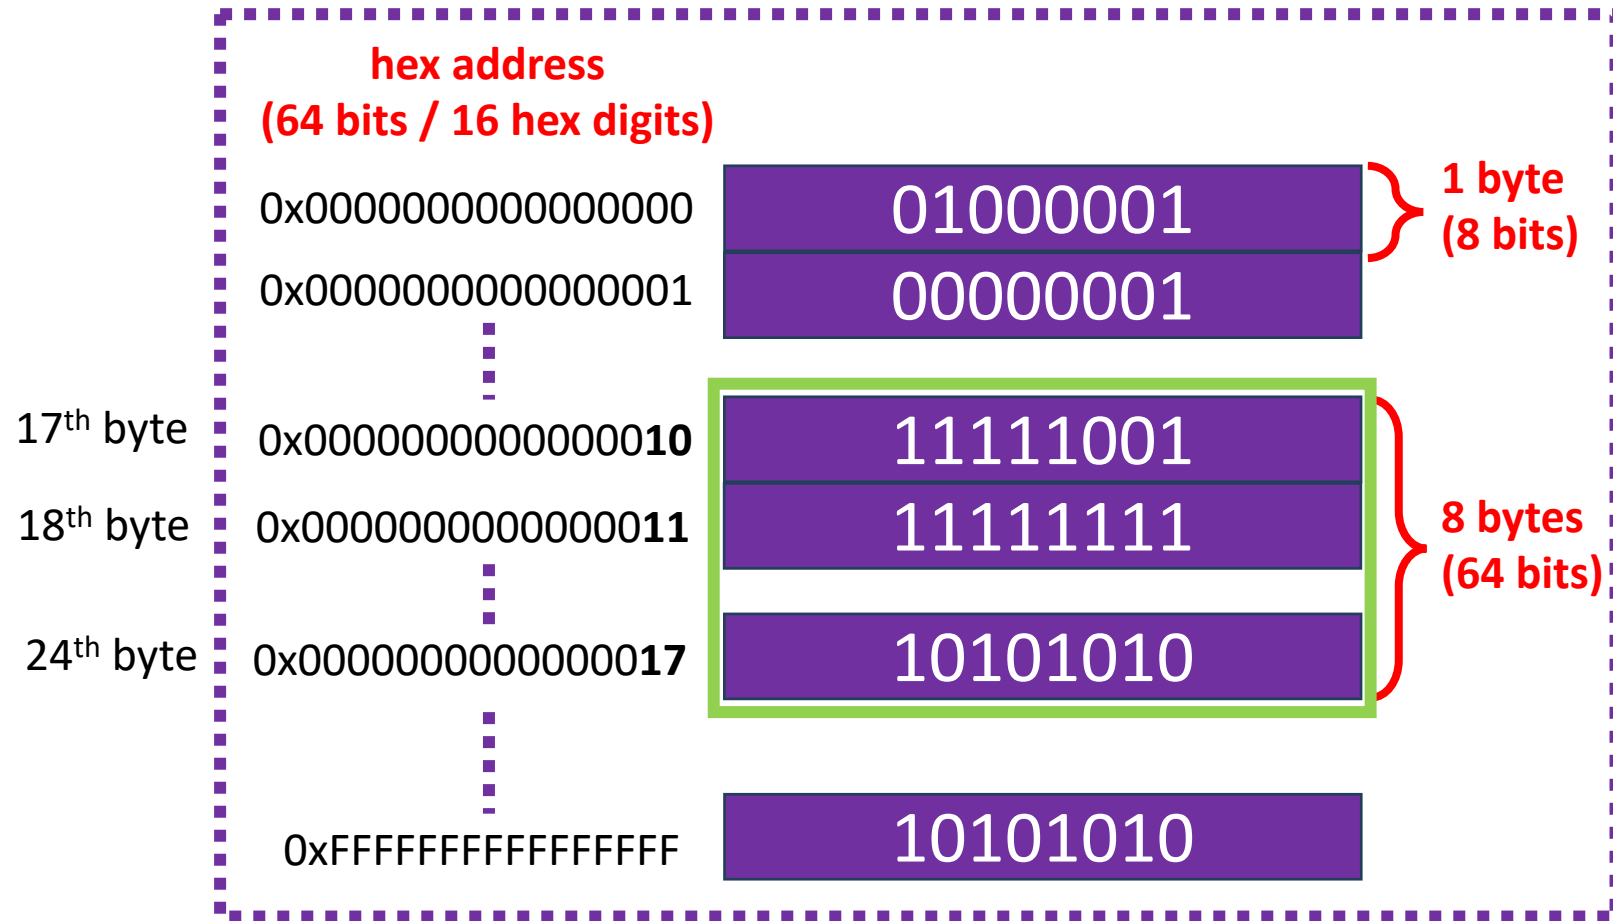 hex address
(64 bits / 16 hex digits)
0x0000000000000000
01000001
1 byte
(8 bits)
0x0000000000000001
00000001
17th byte
0x0000000000000010
11111001
18th byte
0x0000000000000011
11111111
8 bytes
(64 bits)
24th byte
0x0000000000000017
10101010
0xFFFFFFFFFFFFFFFF
10101010